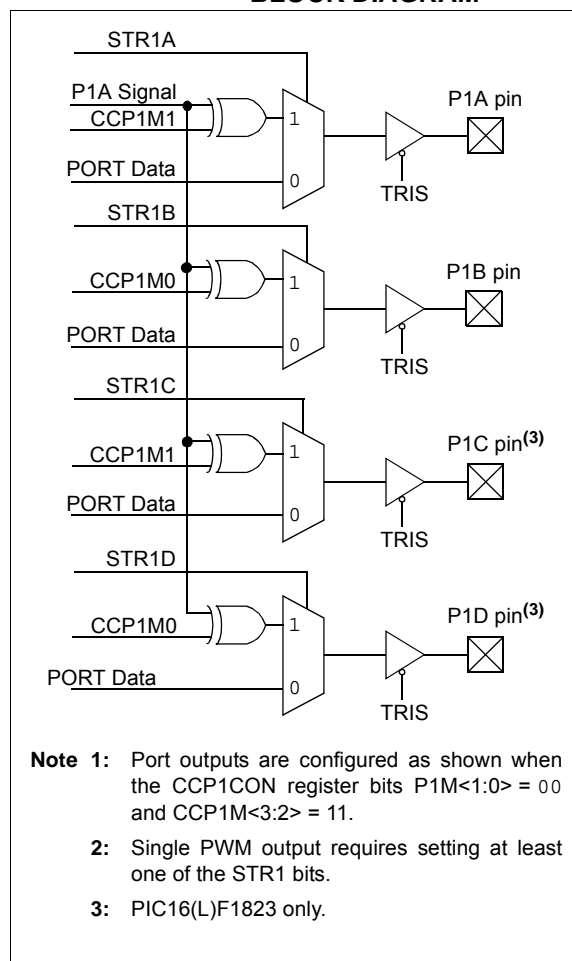 BLOCK DIAGRAM
STR1A
P1A Signal
P1A pin
1
CCP1M1
PORT Data
0
TRIS
STR1B
P1B pin
1
CCP1M0
PORT Data
0
TRIS
STR1C
P1C pin(3)
1
CCP1M1
PORT Data
0
TRIS
STR1D
P1D pin(3)
1
CCP1M0
PORT Data
0
TRIS
Note 1: Port outputs are configured as shown when
the CCP1CON register bits P1M<1:0> = 00
and CCP1M<3:2> = 11.
2: Single PWM output requires setting at least
one of the STR1 bits.
3: PIC16(L)F1823 only.